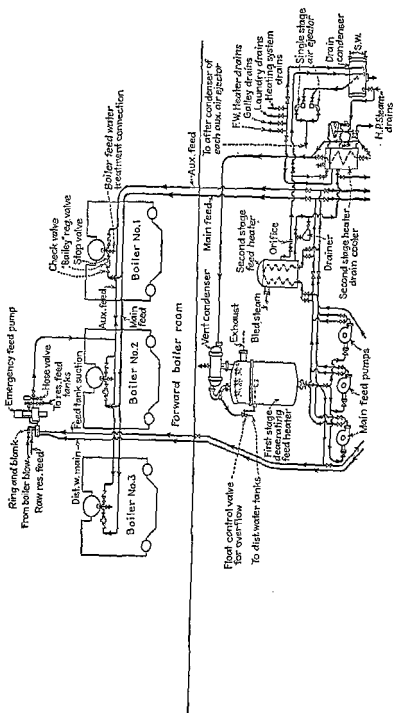 Emergency feed pump
Hose valve
To res. feed
tanks
Feed tank suction
Ring and blank
From boiler blow
Raw res. feed
Dist.w. main
Boiler No.3
Boiler No.2
Boiler No.1
Aux.feed
Main
feed
Check valve
"Bailey" reg. valve
Stop valve
Boiler feed water
treatment connection
Aux. feed
Forward boiler room
Main feed
To after condenser of
each aux. air ejector
F.W. Heater drains
Galley drains
Laundry drains
Heating system
drains
Single stage
air ejector
Drain
condenser
S.W.
H.P. Steam
drains
Second stage heater
drain cooler
Drainer
Orifice
Second stage
feed heater
Bled steam
Vent condenser
Exhaust
First stage
deaerating
feed heater
Float control valve
for overflow
To dist.water tanks
Main feed pumps